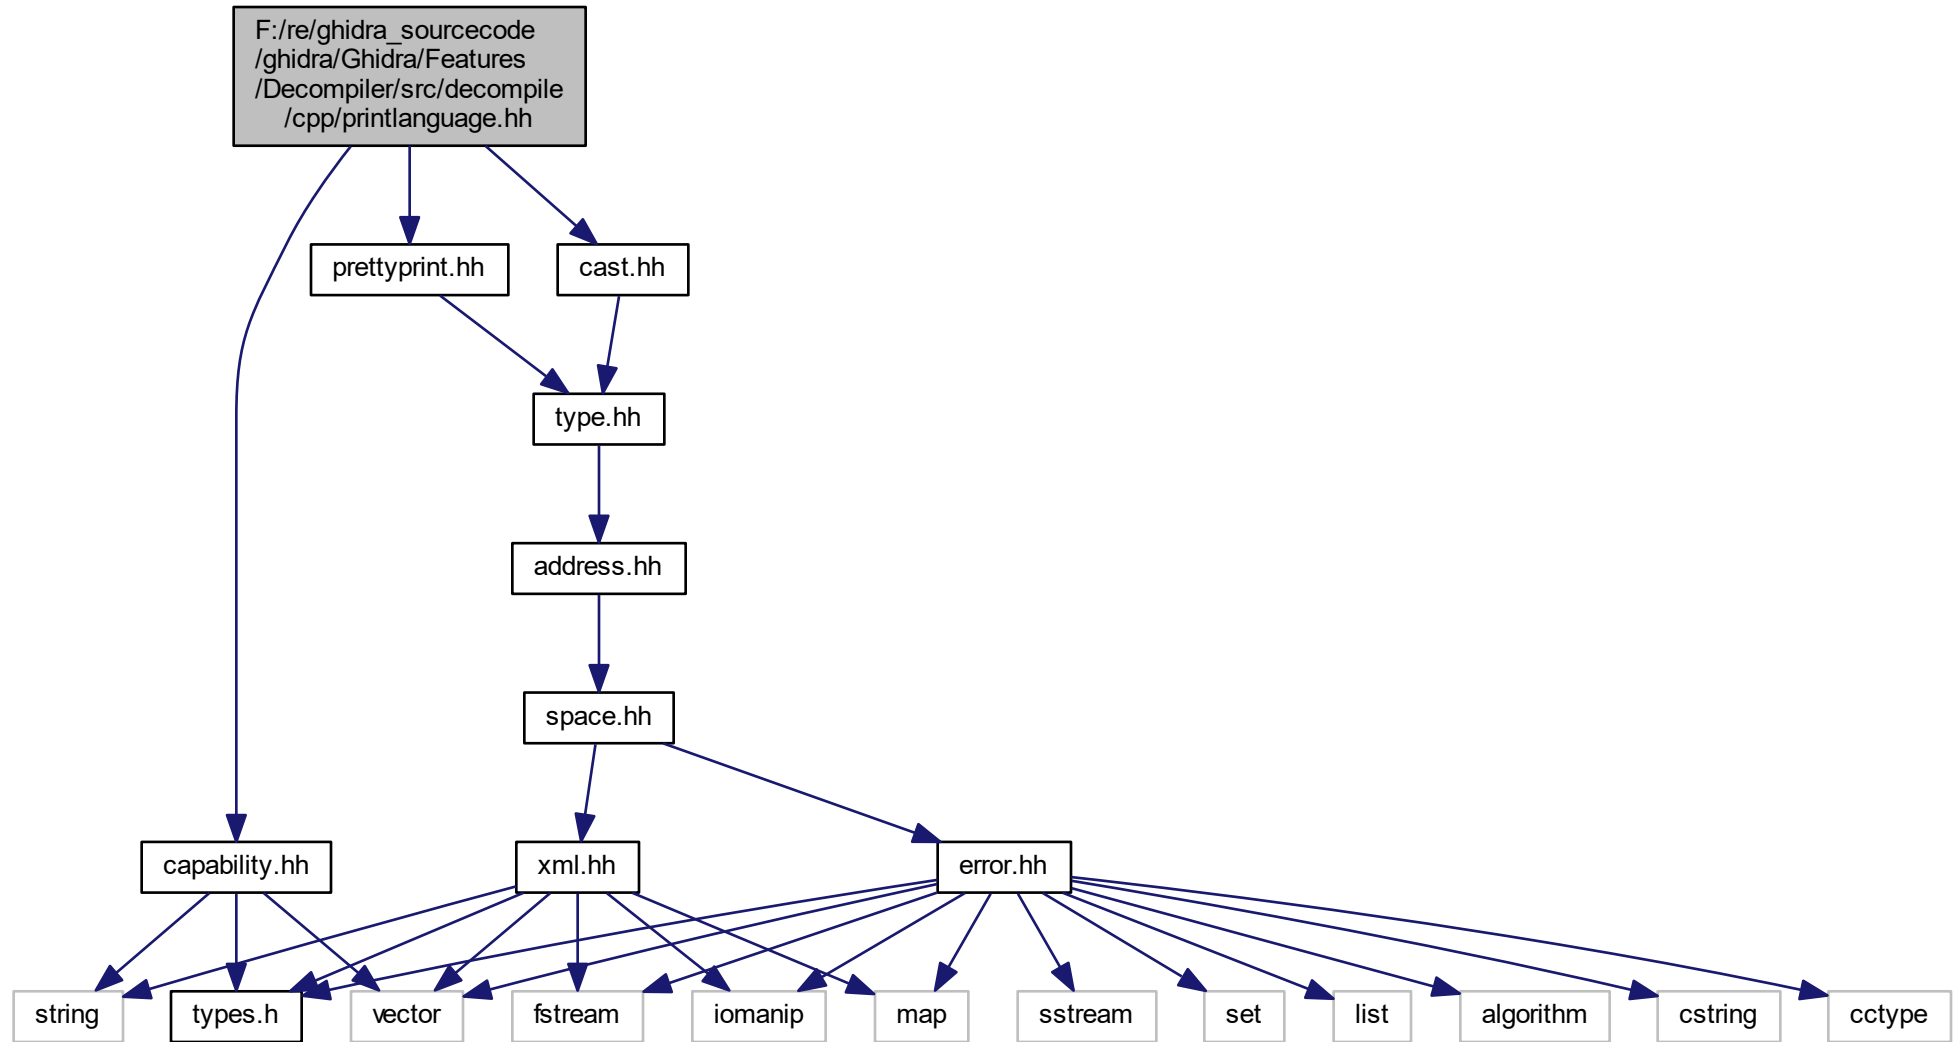 F:/re/ghidra_sourcecode
/ghidra/Ghidra/Features
/Decompiler/src/decompile
/cpp/printlanguage.hh
prettyprint.hh
cast.hh
type.hh
address.hh
space.hh
capability.hh
xml.hh
error.hh
string
types.h
vector
fstream
iomanip
map
sstream
set
list
algorithm
cstring
cctype